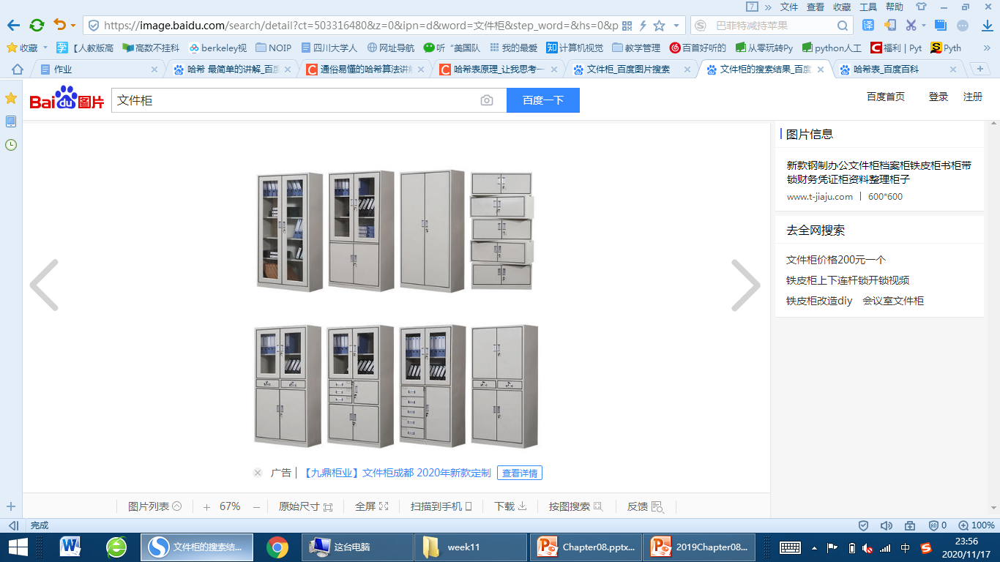 7 » 文件 查看 收藏 工具 帮助
https://image.baidu.com/search/detail?ct=503316480&z=0&ipn=d&word=文件柜&step_word=&hs=0&p
巴菲特减持苹果
译
收藏 字 【人教版高 高数不挂科 berkeley视 NOIP 四川大学人 网址导航 听“美国队 我的最爱 知 计算机视觉 教学管理 百首好听的 从零玩转Py python人工 C 福利 | Pyt Pyth »
作业 哈希 最简单的讲解_百度 C 通俗易懂的哈希算法讲解 C 哈希表原理_让我思考一 文件柜_百度图片搜索 文件柜的搜索结果_百度 哈希表_百度百科
Bai du 图片 文件柜 百度一下 百度首页 登录 注册
图片信息
新款钢制办公文件柜档案柜铁皮柜书柜带
锁财务凭证柜资料整理柜子
www.t-jiaju.com | 600*600
去全网搜索
文件柜价格200元一个
铁皮柜上下连杆锁开锁视频
铁皮柜改造diy 会议室文件柜
广告 | 【九鼎柜业】文件柜成都 2020年新款定制 查看详情
图片列表 + 67% − 原始尺寸 全屏 扫描到手机 下载 按图搜索 反馈
完成 0 100%
文件柜的搜索结... 这台电脑 week11 Chapter08.pptx... 2019Chapter08... 中 23:56
2020/11/17